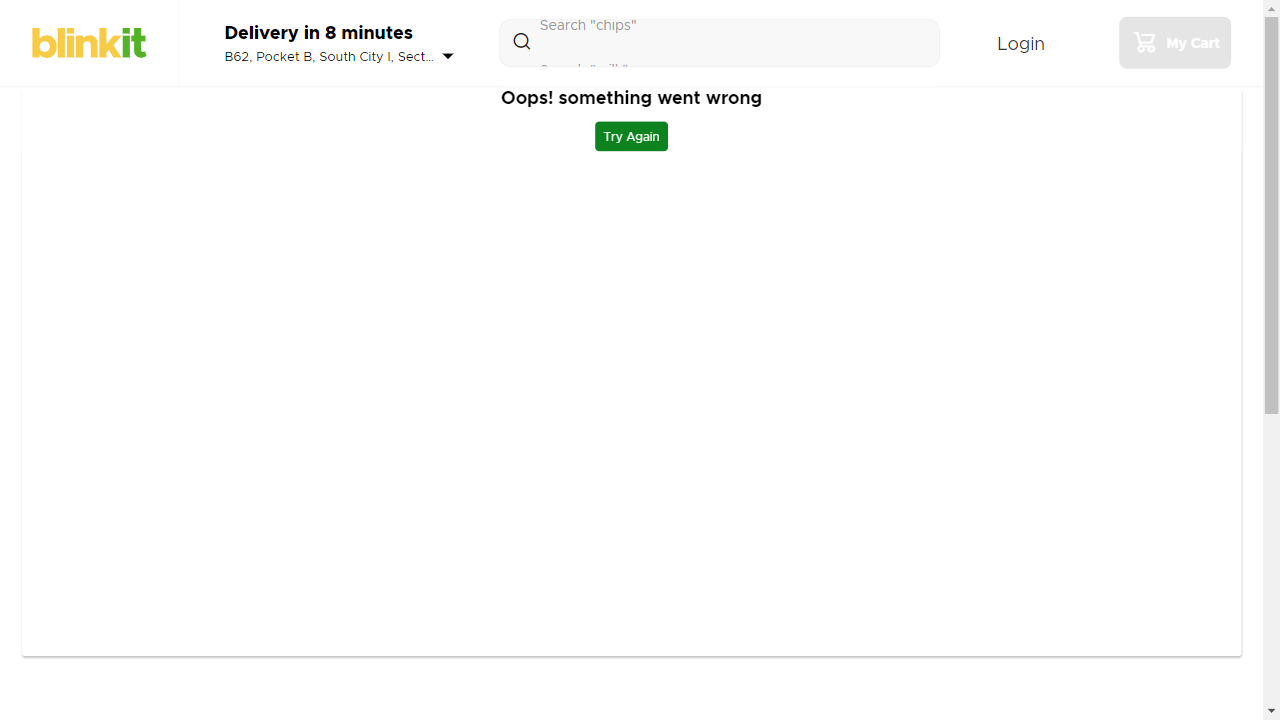 blinkit
Delivery in 8 minutes
B62, Pocket B, South City I, Sect...
Search "chips"
Login
My Cart
Oops! something went wrong
Try Again